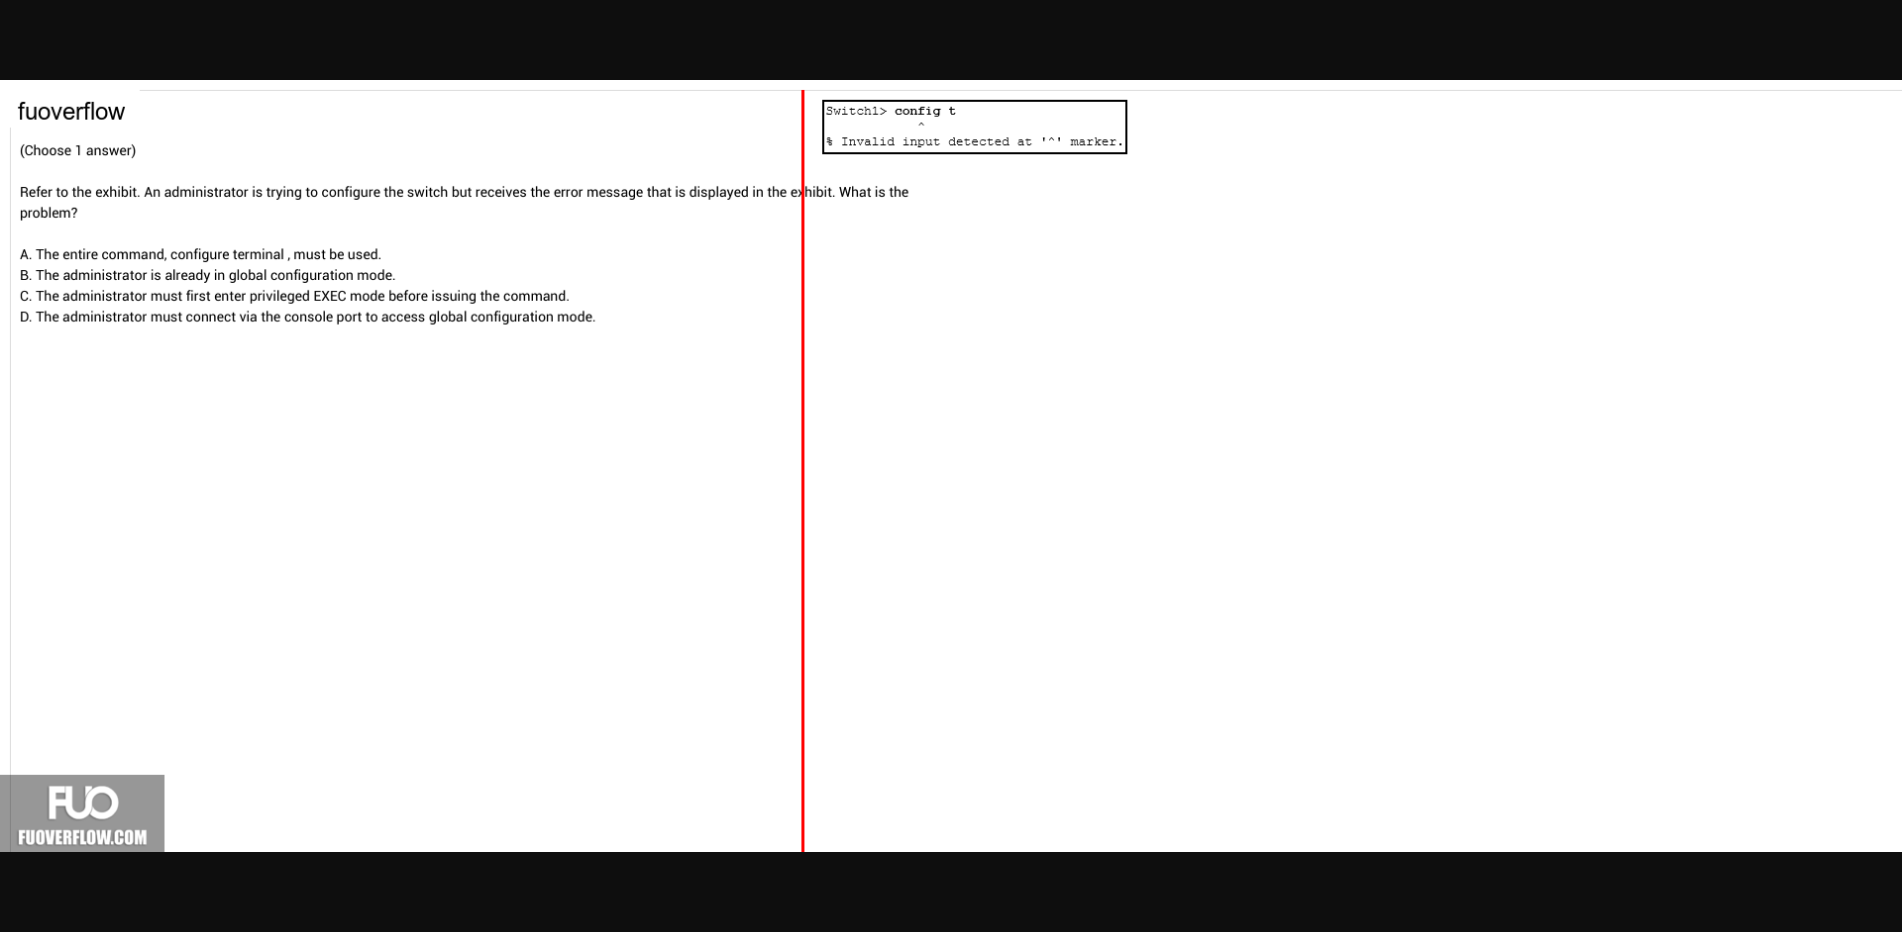 fuoverflow
(Choose 1 answer)
Refer to the exhibit. An administrator is trying to configure the switch but receives the error message that is displayed in the exhibit. What is the
problem?
A. The entire command, configure terminal , must be used.
B. The administrator is already in global configuration mode.
C. The administrator must first enter privileged EXEC mode before issuing the command.
D. The administrator must connect via the console port to access global configuration mode.
Switch1> config t
^
% Invalid input detected at '^' marker.
FUO
FUOVERFLOW.COM